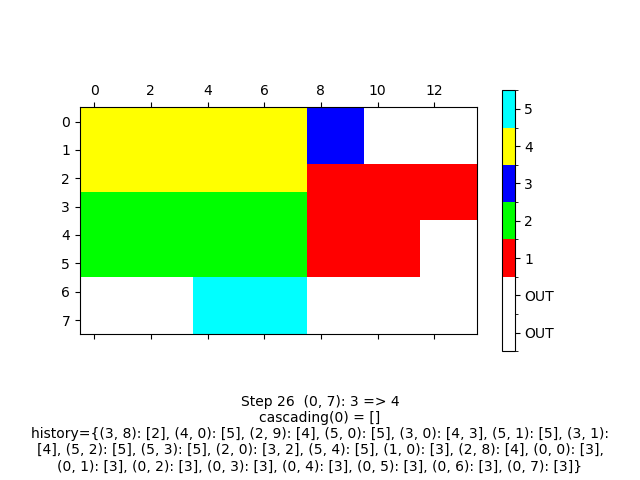 0 2 4 6 8 10 12
0
1
2
3
4
5
6
7
5
4
3
2
1
OUT
OUT
Step 26  (0, 7): 3 => 4
cascading(0) = []
history={(3, 8): [2], (4, 0): [5], (2, 9): [4], (5, 0): [5], (3, 0): [4, 3], (5, 1): [5], (3, 1):
[4], (5, 2): [5], (5, 3): [5], (2, 0): [3, 2], (5, 4): [5], (1, 0): [3], (2, 8): [4], (0, 0): [3],
(0, 1): [3], (0, 2): [3], (0, 3): [3], (0, 4): [3], (0, 5): [3], (0, 6): [3], (0, 7): [3]}